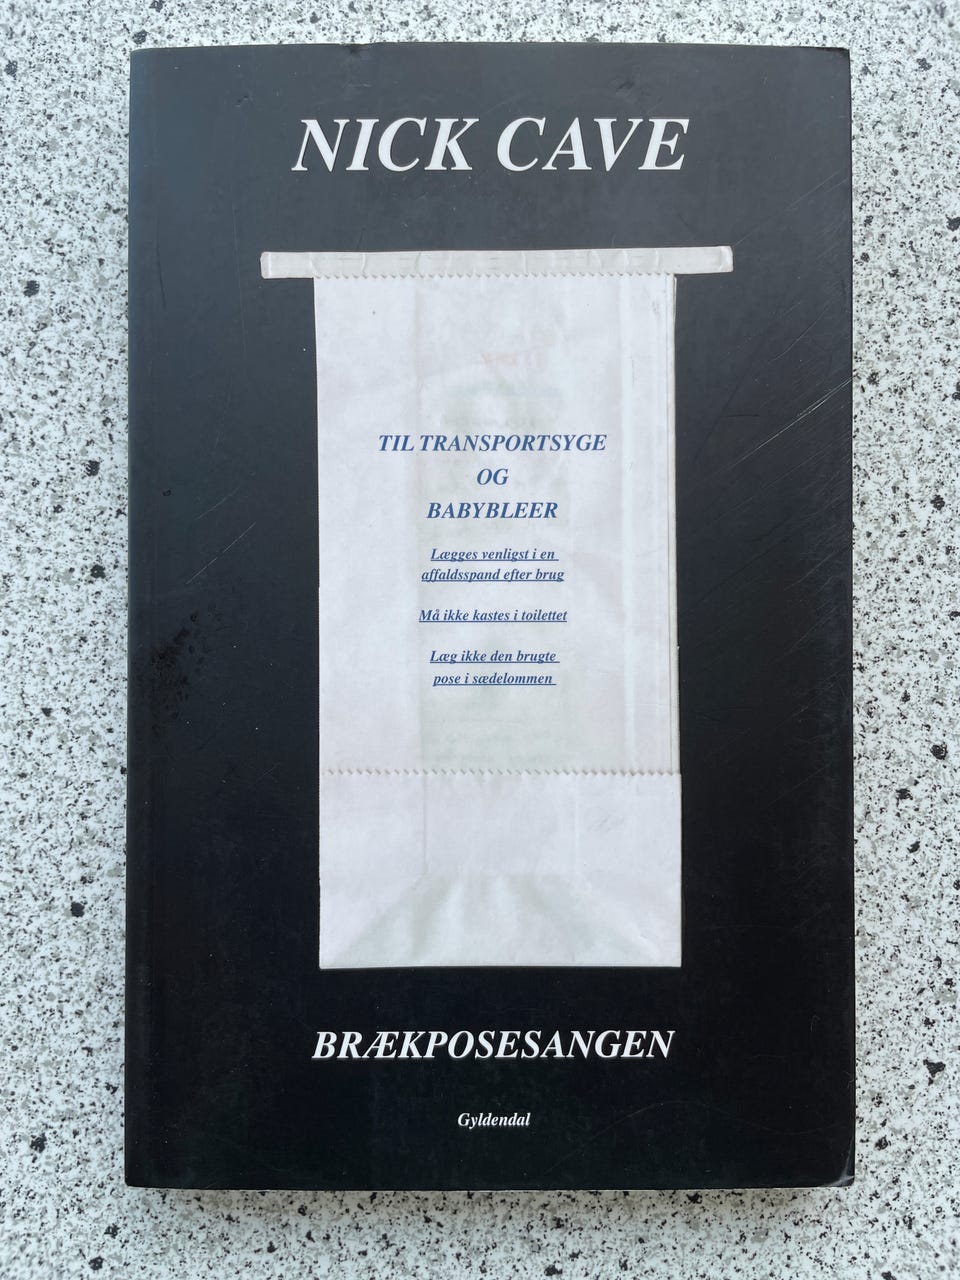 NICK CAVE
TIL TRANSPORTSYGE
OG
BABYBLEER
Lægges venligst i en
affaldsspand efter brug
Må ikke kastes i toilettet
Læg ikke den brugte
pose i sædelommen
BRÆKPOSESANGEN
Gyldendal